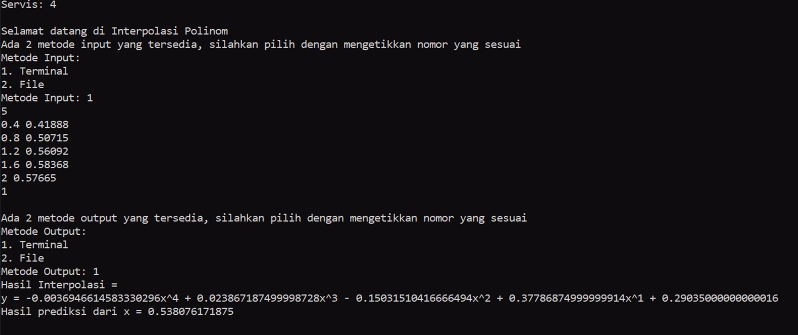 Servis: 4
Selamat datang di Interpolasi Polinom
Ada 2 metode input yang tersedia, silahkan pilih dengan mengetikkan nomor yang sesuai
Metode Input:
1. Terminal
2. File
Metode Input: 1
5
0.4 0.41888
0.8 0.50715
1.2 0.56092
1.6 0.58368
2 0.57665
1
Ada 2 metode output yang tersedia, silahkan pilih dengan mengetikkan nomor yang sesuai
Metode Output:
1. Terminal
2. File
Metode Output: 1
Hasil Interpolasi =
y = -0.0036946614583330296x^4 + 0.023867187499998728x^3 - 0.15031510416666494x^2 + 0.37786874999999914x^1 + 0.29035000000000016
Hasil prediksi dari x = 0.538076171875